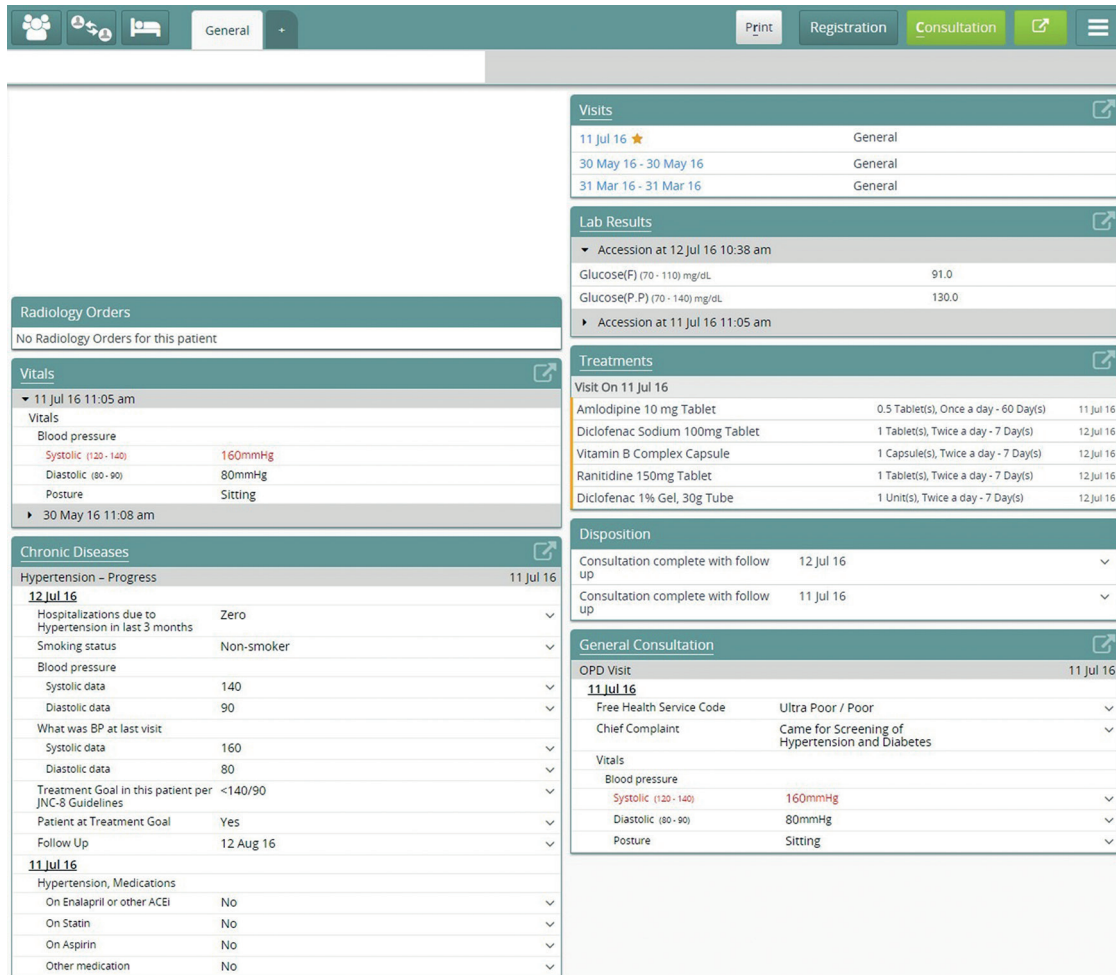 General
+
Print
Registration
Consultation
Radiology Orders
No Radiology Orders for this patient
Vitals
11 Jul 16 11:05 am
Vitals
Blood pressure
Systolic (120 - 140) 160mmHg
Diastolic (80 - 90) 80mmHg
Posture Sitting
30 May 16 11:08 am
Chronic Diseases
Hypertension – Progress 11 Jul 16
12 Jul 16
Hospitalizations due to
Hypertension in last 3 months Zero
Smoking status Non-smoker
Blood pressure
Systolic data 140
Diastolic data 90
What was BP at last visit
Systolic data 160
Diastolic data 80
Treatment Goal in this patient per <140/90
JNC-8 Guidelines
Patient at Treatment Goal Yes
Follow Up 12 Aug 16
11 Jul 16
Hypertension, Medications
On Enalapril or other ACEi No
On Statin No
On Aspirin No
Other medication No
Visits
11 Jul 16 General
30 May 16 - 30 May 16 General
31 Mar 16 - 31 Mar 16 General
Lab Results
Accession at 12 Jul 16 10:38 am
Glucose(F) (70 - 110) mg/dL 91.0
Glucose(P.P) (70 - 140) mg/dL 130.0
Accession at 11 Jul 16 11:05 am
Treatments
Visit On 11 Jul 16
Amlodipine 10 mg Tablet 0.5 Tablet(s), Once a day - 60 Day(s) 11 Jul 16
Diclofenac Sodium 100mg Tablet 1 Tablet(s), Twice a day - 7 Day(s) 12 Jul 16
Vitamin B Complex Capsule 1 Capsule(s), Twice a day - 7 Day(s) 12 Jul 16
Ranitidine 150mg Tablet 1 Tablet(s), Twice a day - 7 Day(s) 12 Jul 16
Diclofenac 1% Gel, 30g Tube 1 Unit(s), Twice a day - 7 Day(s) 12 Jul 16
Disposition
Consultation complete with follow 12 Jul 16
up
Consultation complete with follow 11 Jul 16
up
General Consultation
OPD Visit 11 Jul 16
11 Jul 16
Free Health Service Code Ultra Poor / Poor
Chief Complaint Came for Screening of
Hypertension and Diabetes
Vitals
Blood pressure
Systolic (120 - 140) 160mmHg
Diastolic (80 - 90) 80mmHg
Posture Sitting